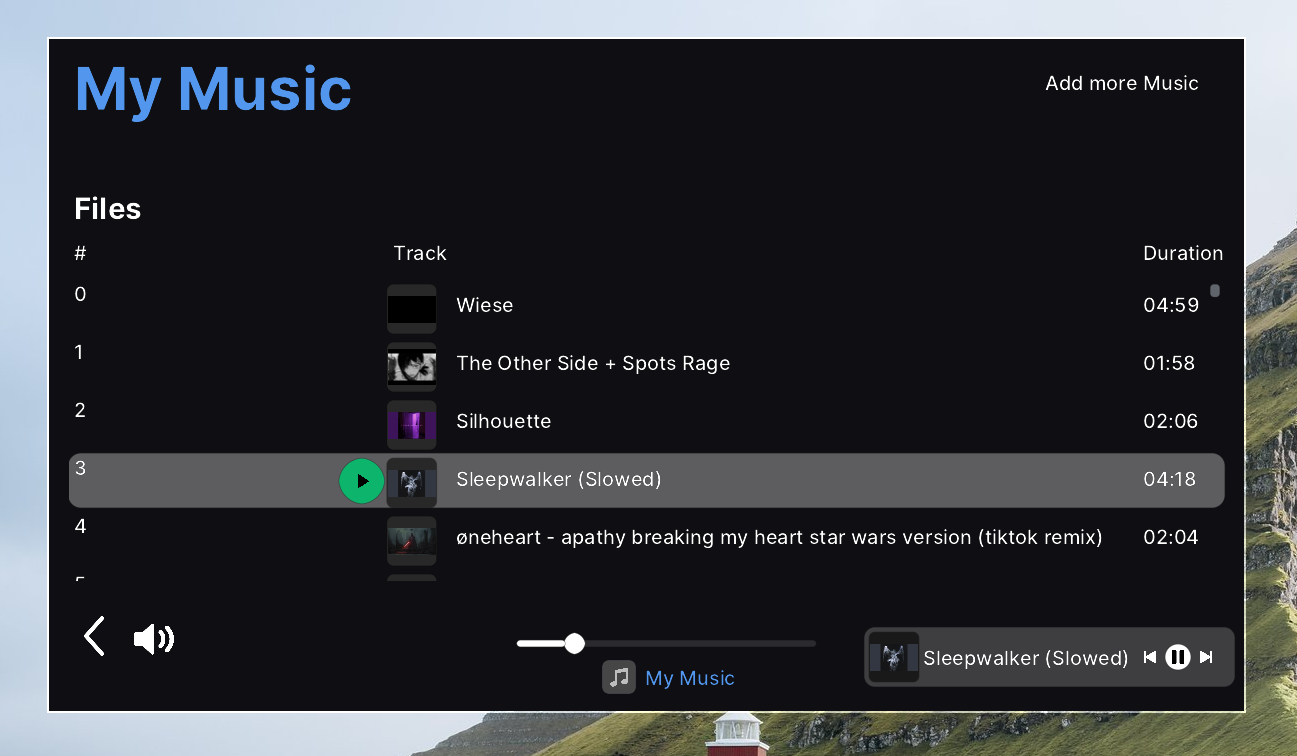 My Music
Add more Music
Files
# Track Duration
0 Wiese 04:59
1 The Other Side + Spots Rage 01:58
2 Silhouette 02:06
3 Sleepwalker (Slowed) 04:18
4 øneheart - apathy breaking my heart star wars version (tiktok remix) 02:04
Sleepwalker (Slowed)
My Music